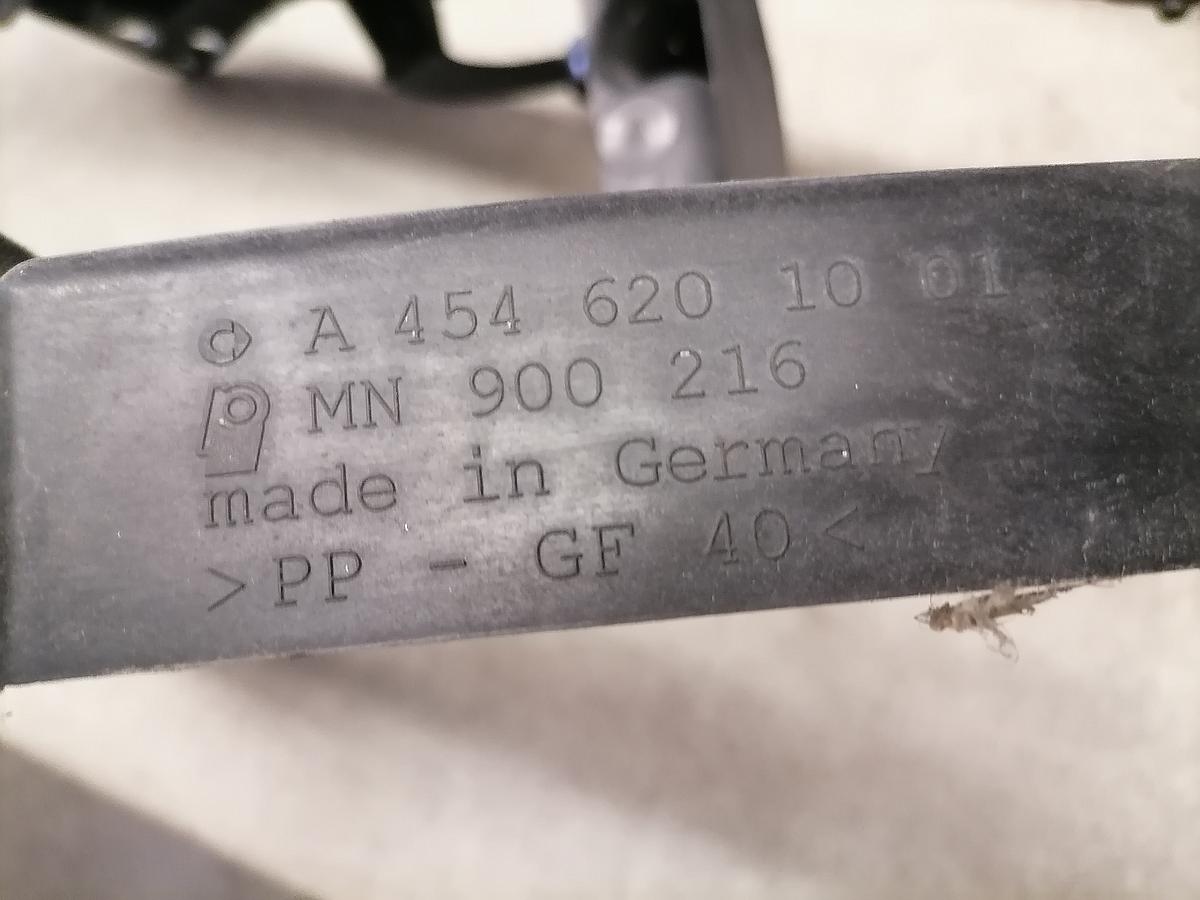 A 454 620 10 01
MN 900 216
made in Germany
>PP - GF 40<